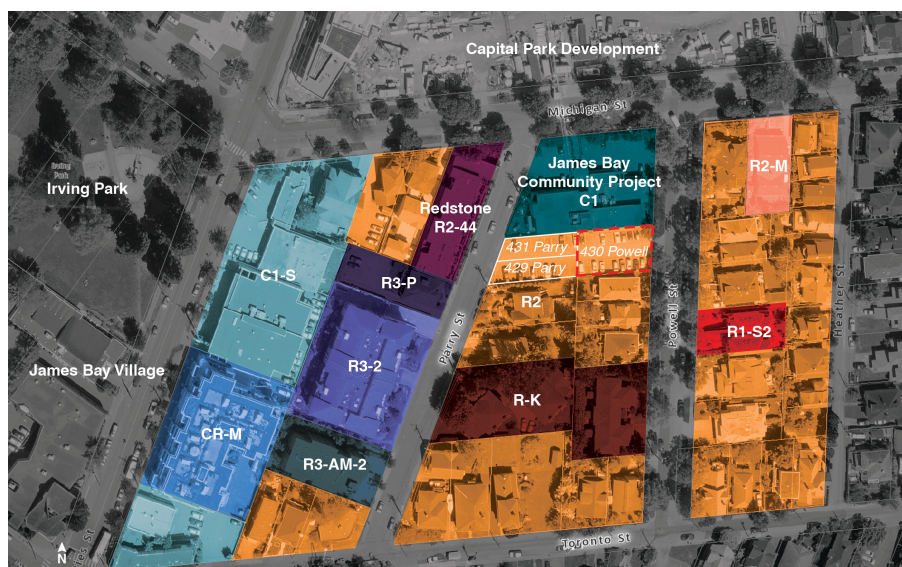 Capital Park Development
Michigan St
Irving
Park
Irving Park
James Bay
Community Project
C1
R2-M
Redstone
R2-44
431 Parry
430 Powell
429 Parry
C1-S
R3-P
R2
Powell St
Heather St
Parry St
R1-S2
James Bay Village
R3-2
R-K
CR-M
R3-AM-2
Toronto St
es St
N